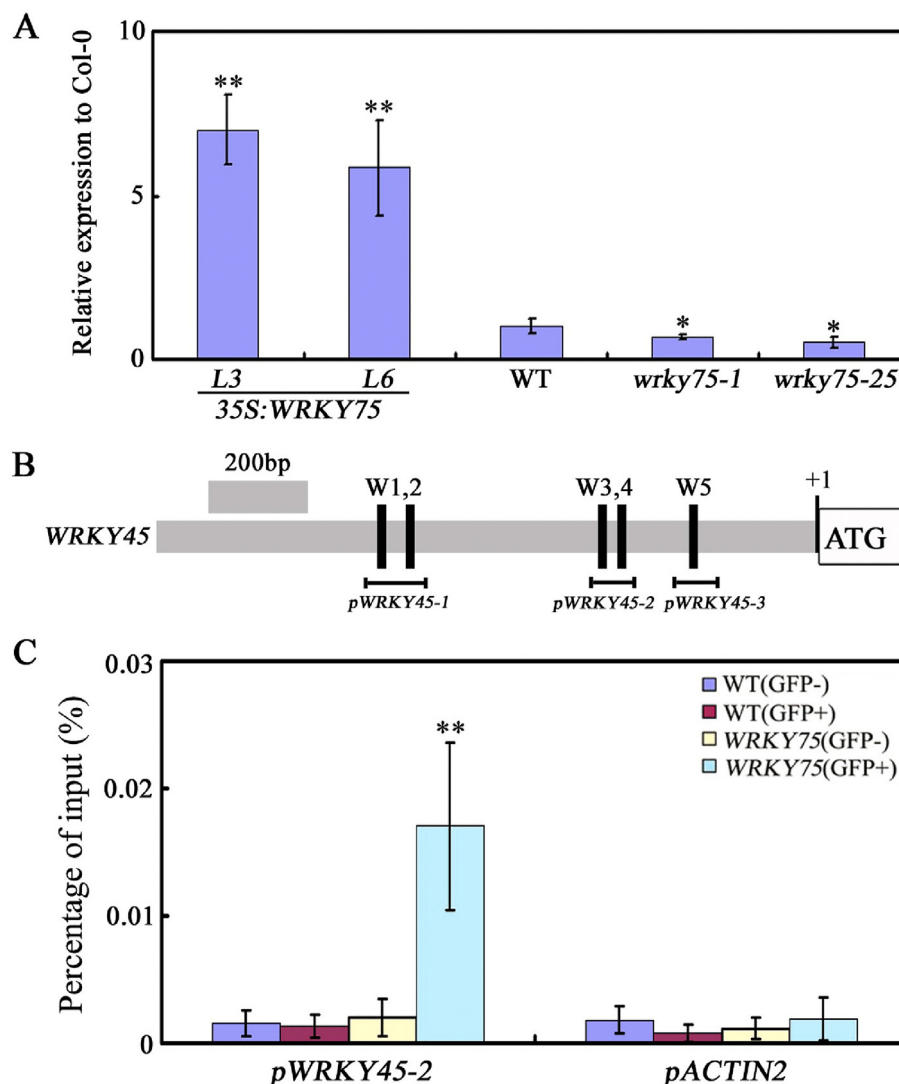 A
Relative expression to Col-0
10
5
0
** ** * *
L3 L6 WT wrky75-1 wrky75-25
35S:WRKY75
B
200bp
W1,2 W3,4 W5 +1
WRKY45
ATG
pWRKY45-1 pWRKY45-2 pWRKY45-3
C
Percentage of input (%)
0.03
0.02
0.01
0
**
WT(GFP-)
WT(GFP+)
WRKY75(GFP-)
WRKY75(GFP+)
pWRKY45-2 pACTIN2